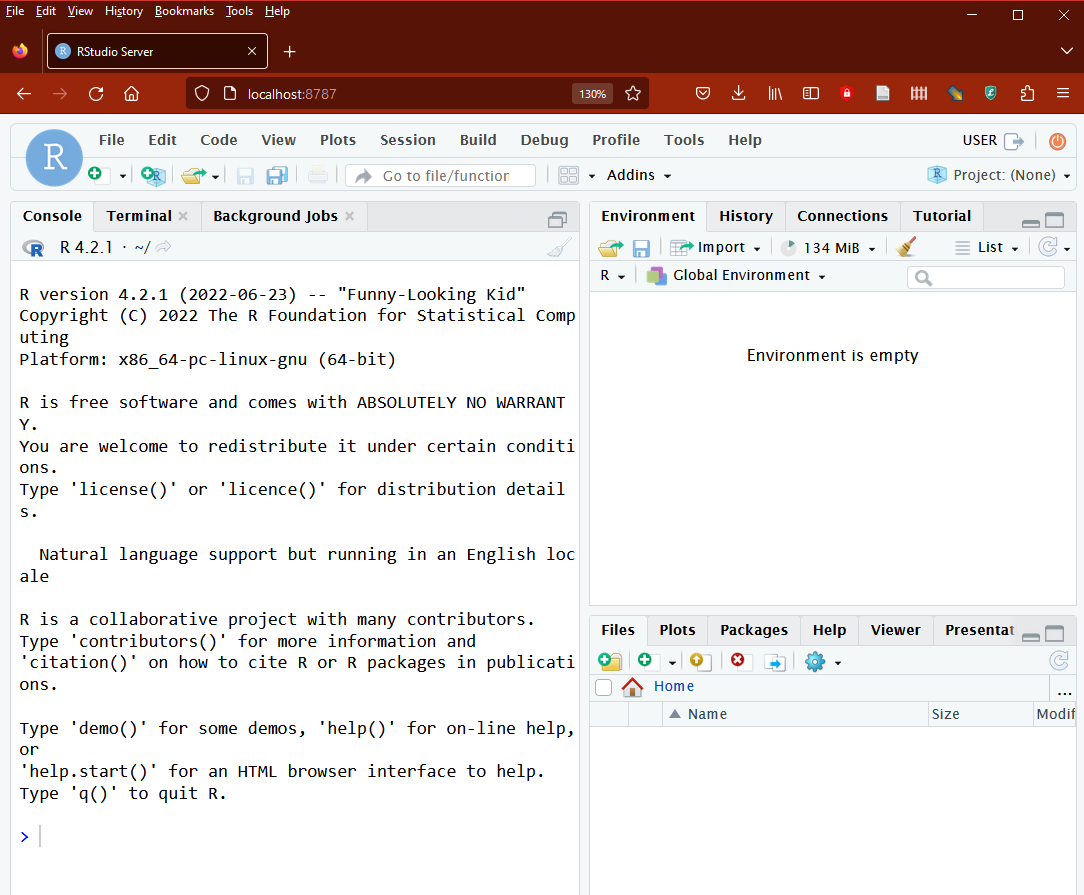 File Edit View History Bookmarks Tools Help
R RStudio Server
localhost:8787 130%
R File Edit Code View Plots Session Build Debug Profile Tools Help USER
Go to file/function Addins R Project: (None)
Console Terminal Background Jobs
R R 4.2.1 · ~/
R version 4.2.1 (2022-06-23) -- "Funny-Looking Kid"
Copyright (C) 2022 The R Foundation for Statistical Comp
uting
Platform: x86_64-pc-linux-gnu (64-bit)
R is free software and comes with ABSOLUTELY NO WARRANT
Y.
You are welcome to redistribute it under certain conditi
ons.
Type 'license()' or 'licence()' for distribution detail
s.
Natural language support but running in an English loc
ale
R is a collaborative project with many contributors.
Type 'contributors()' for more information and
'citation()' on how to cite R or R packages in publicati
ons.
Type 'demo()' for some demos, 'help()' for on-line help,
or
'help.start()' for an HTML browser interface to help.
Type 'q()' to quit R.
>
Environment History Connections Tutorial
Import 134 MiB List
R Global Environment
Environment is empty
Files Plots Packages Help Viewer Presentat
Home ...
Name Size Modif